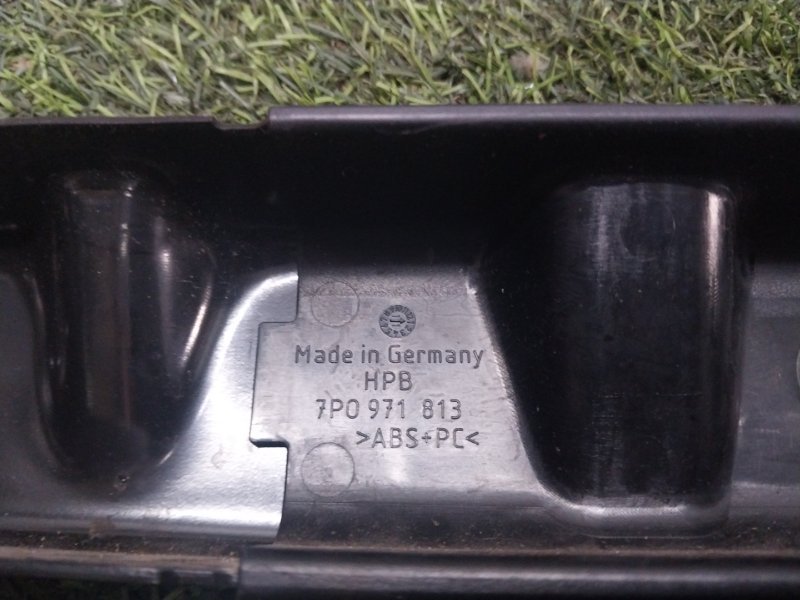 Made in Germany
HPB
7P0 971 813
>ABS+PC<